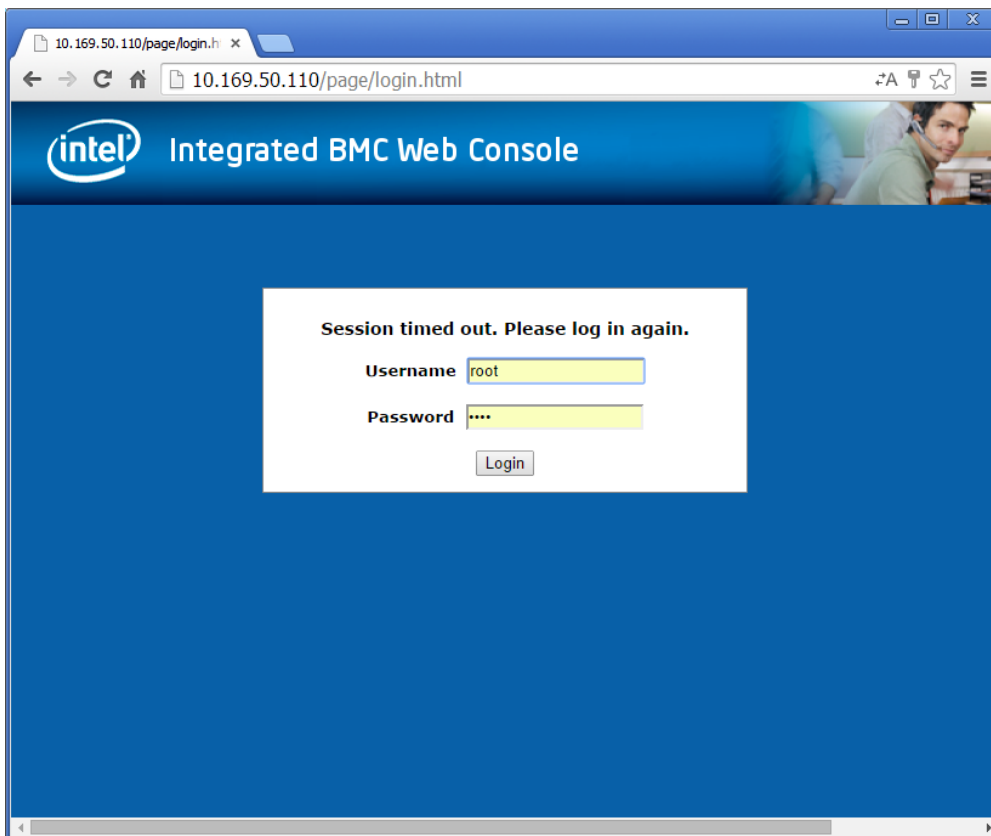 10.169.50.110/page/login.h
10.169.50.110/page/login.html
intel Integrated BMC Web Console
Session timed out. Please log in again.
Username root
Password ••••
Login